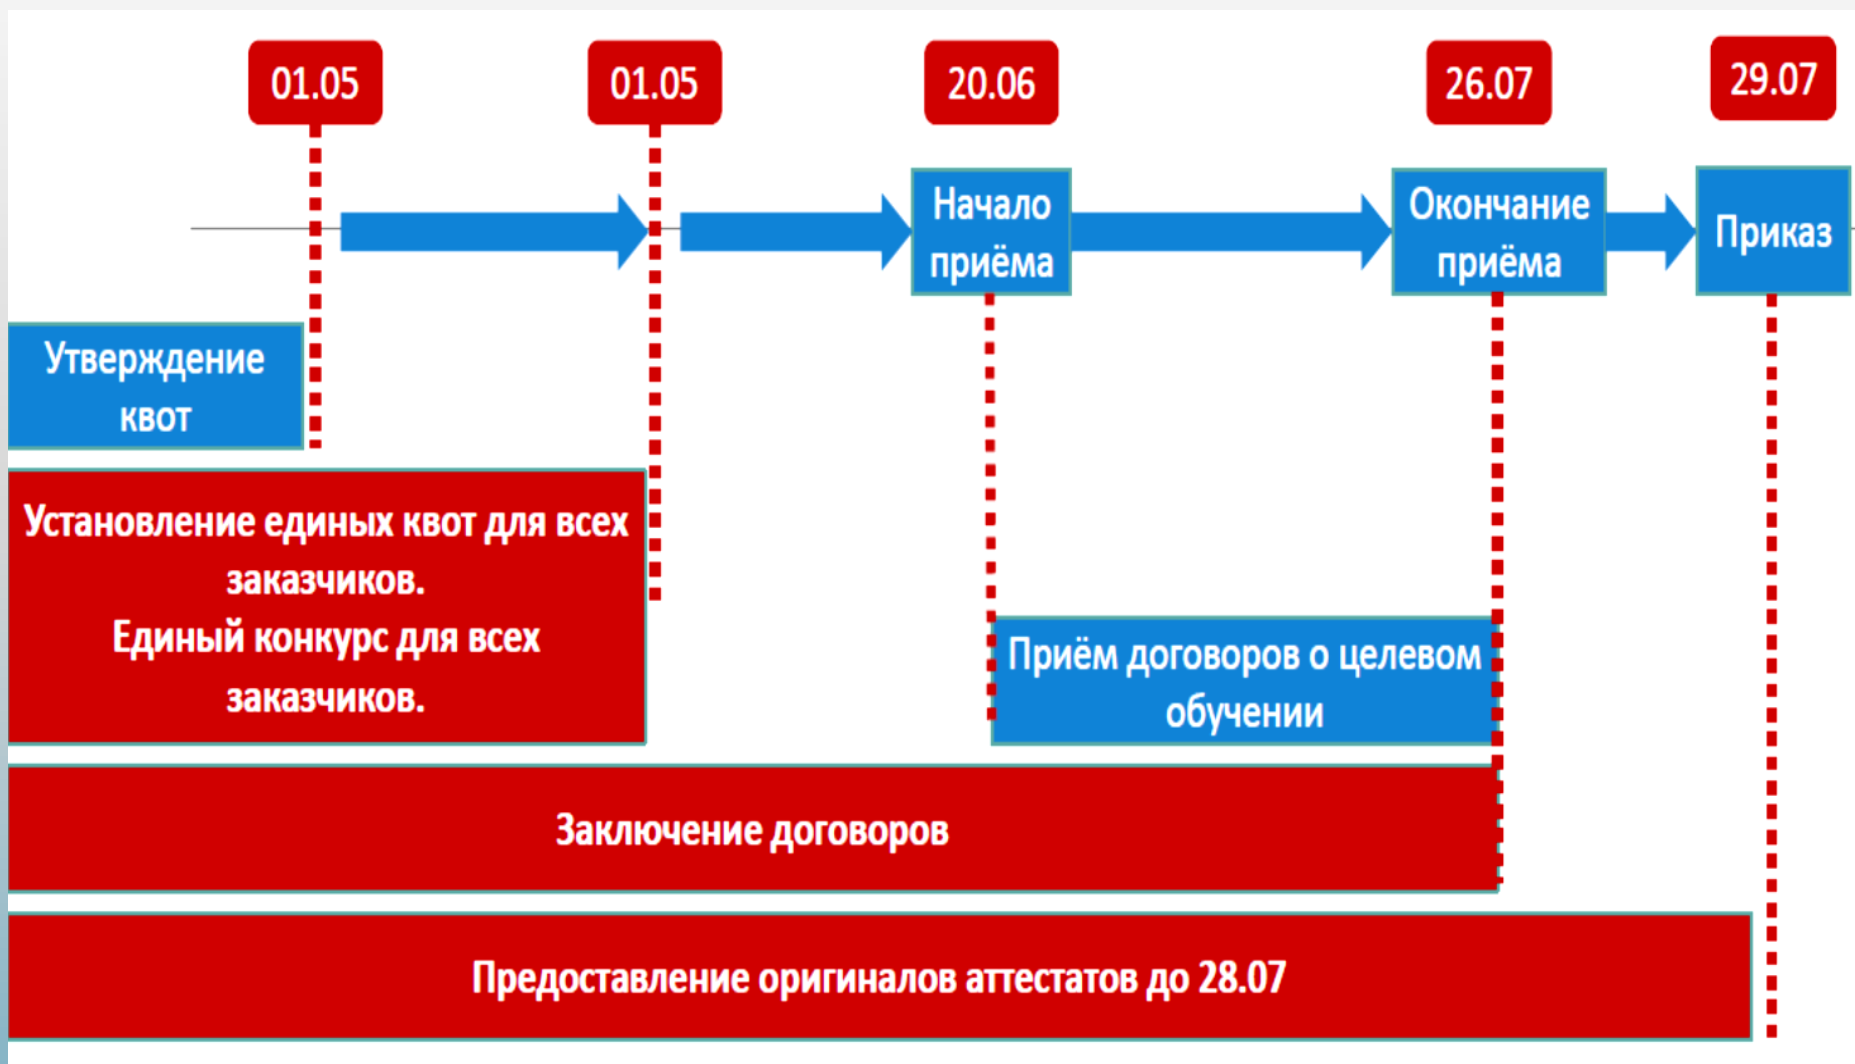 01.05
01.05
20.06
26.07
29.07
Начало
приёма
Окончание
приёма
Приказ
Утверждение
квот
Установление единых квот для всех
заказчиков.
Единый конкурс для всех
заказчиков.
Приём договоров о целевом
обучении
Заключение договоров
Предоставление оригиналов аттестатов до 28.07